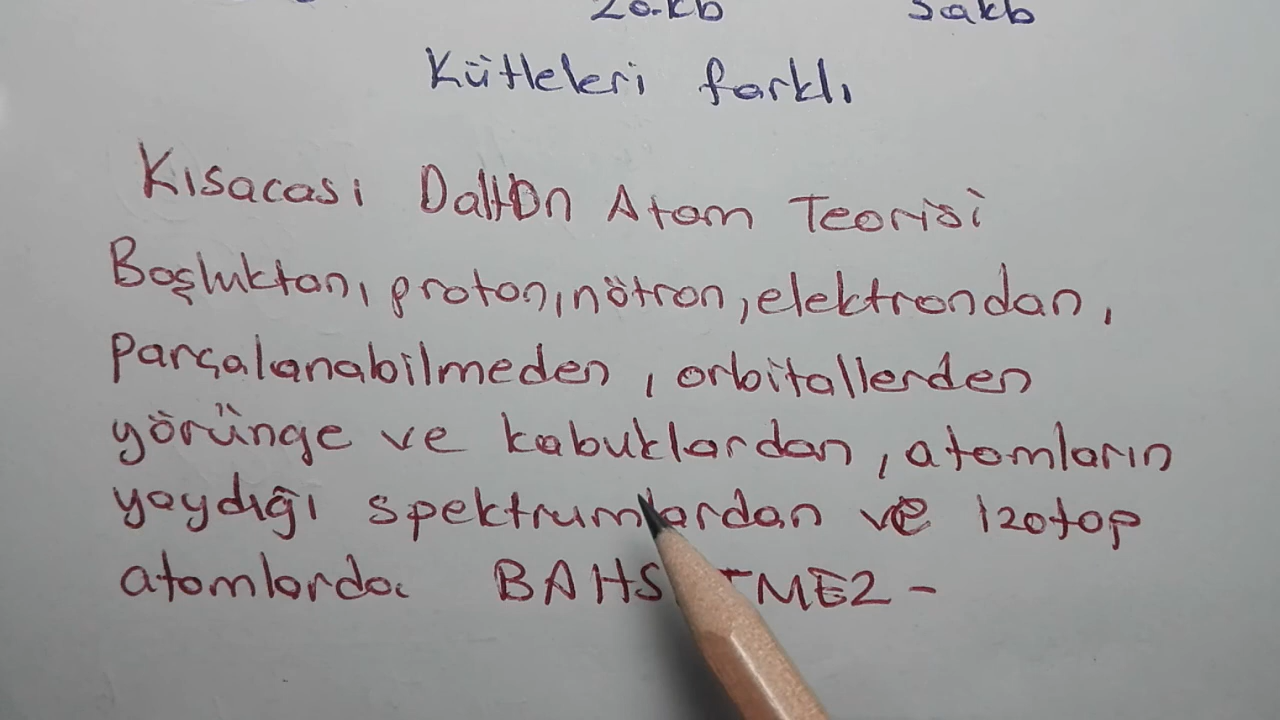 Kütleleri farklı
Kısacası Dalton Atom Teorisi
Boşluktan, proton, nötron, elektrondan,
parçalanabilmeden, orbitallerden
yörünge ve kabuklardan, atomların
yaydığı spektrumlardan ve izotop
atomlarda BAHSETMEZ -